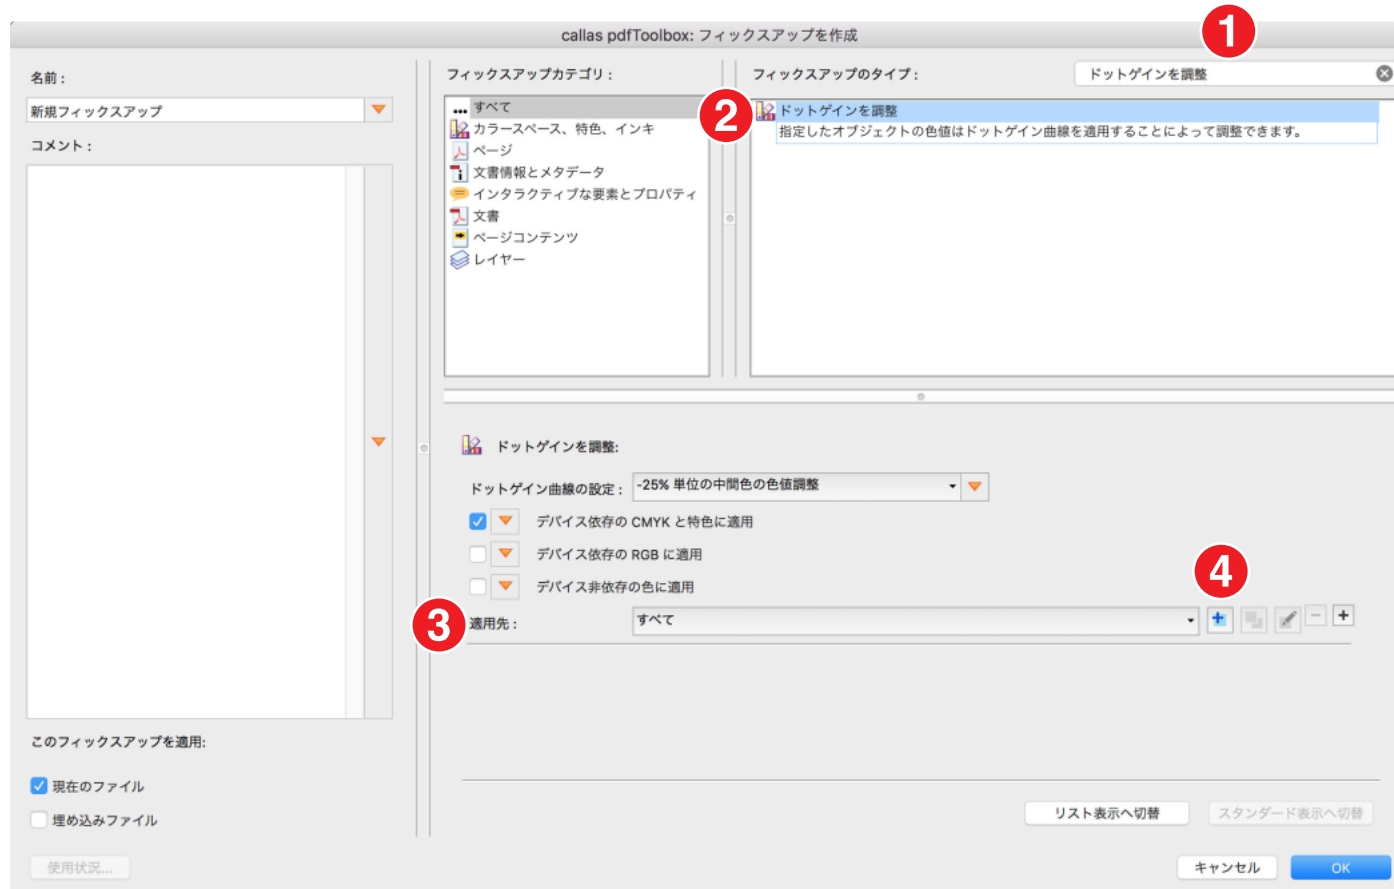 callas pdfToolbox: フィックスアップを作成
1
名前 :
新規フィックスアップ
コメント :
このフィックスアップを適用:
現在のファイル
埋め込みファイル
使用状況...
フィックスアップカテゴリ :
... すべて
カラースペース、特色、インキ
ページ
文書情報とメタデータ
インタラクティブな要素とプロパティ
文書
ページコンテンツ
レイヤー
フィックスアップのタイプ :
ドットゲインを調整
2
ドットゲインを調整
指定したオブジェクトの色値はドットゲイン曲線を適用することによって調整できます。
ドットゲインを調整:
ドットゲイン曲線の設定 : -25% 単位の中間色の色値調整
デバイス依存の CMYK と特色に適用
デバイス依存の RGB に適用
デバイス非依存の色に適用
4
3
適用先 : すべて
リスト表示へ切替 スタンダード表示へ切替
キャンセル OK